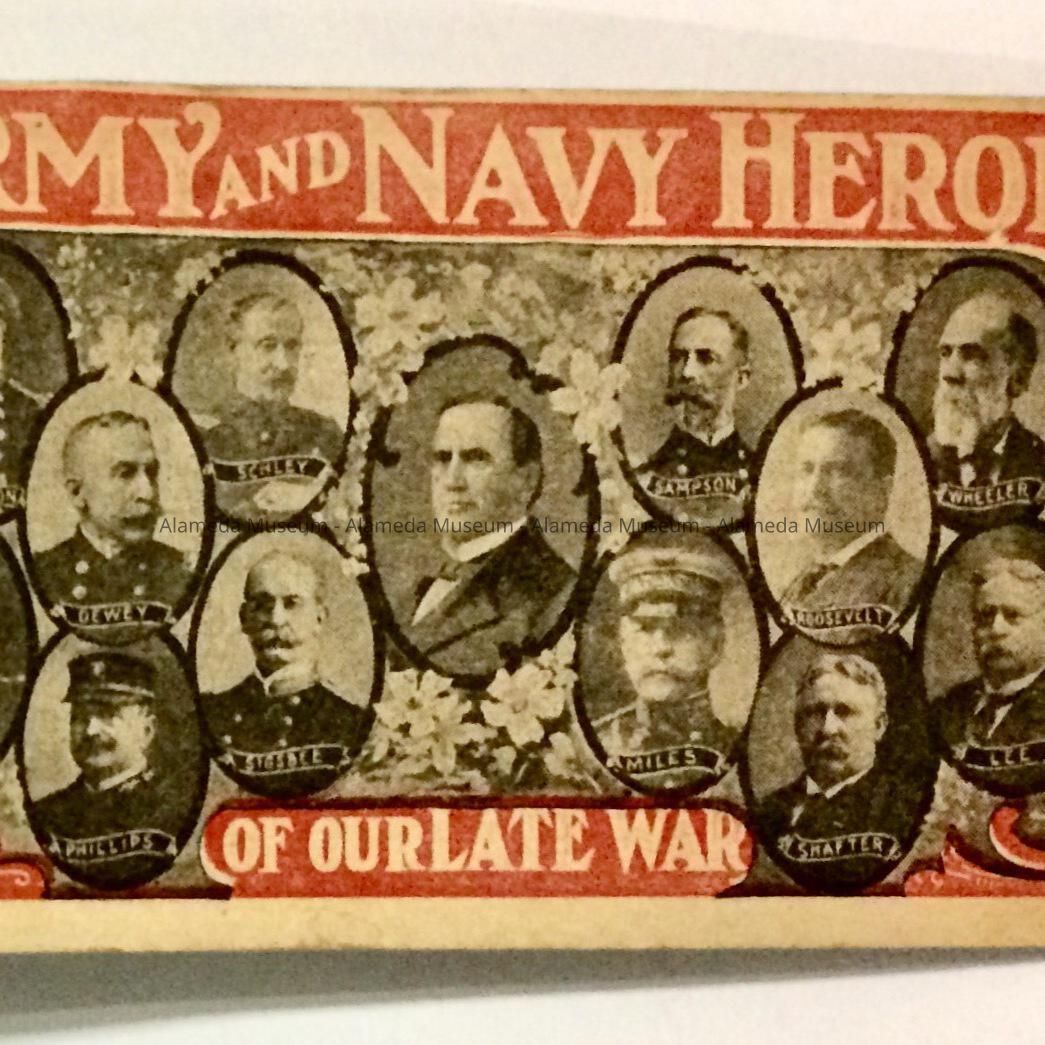 RMY AND NAVY HERO
SCHLEY
SAMPSON
WHEELER
Alameda Museum - Alameda Museum - Alameda Museum - Alameda Museum
DEWEY
ROOSEVELT
SIGSBEE
MILES
LEE
PHILLIPS
SHAFTER
OF OUR LATE WAR